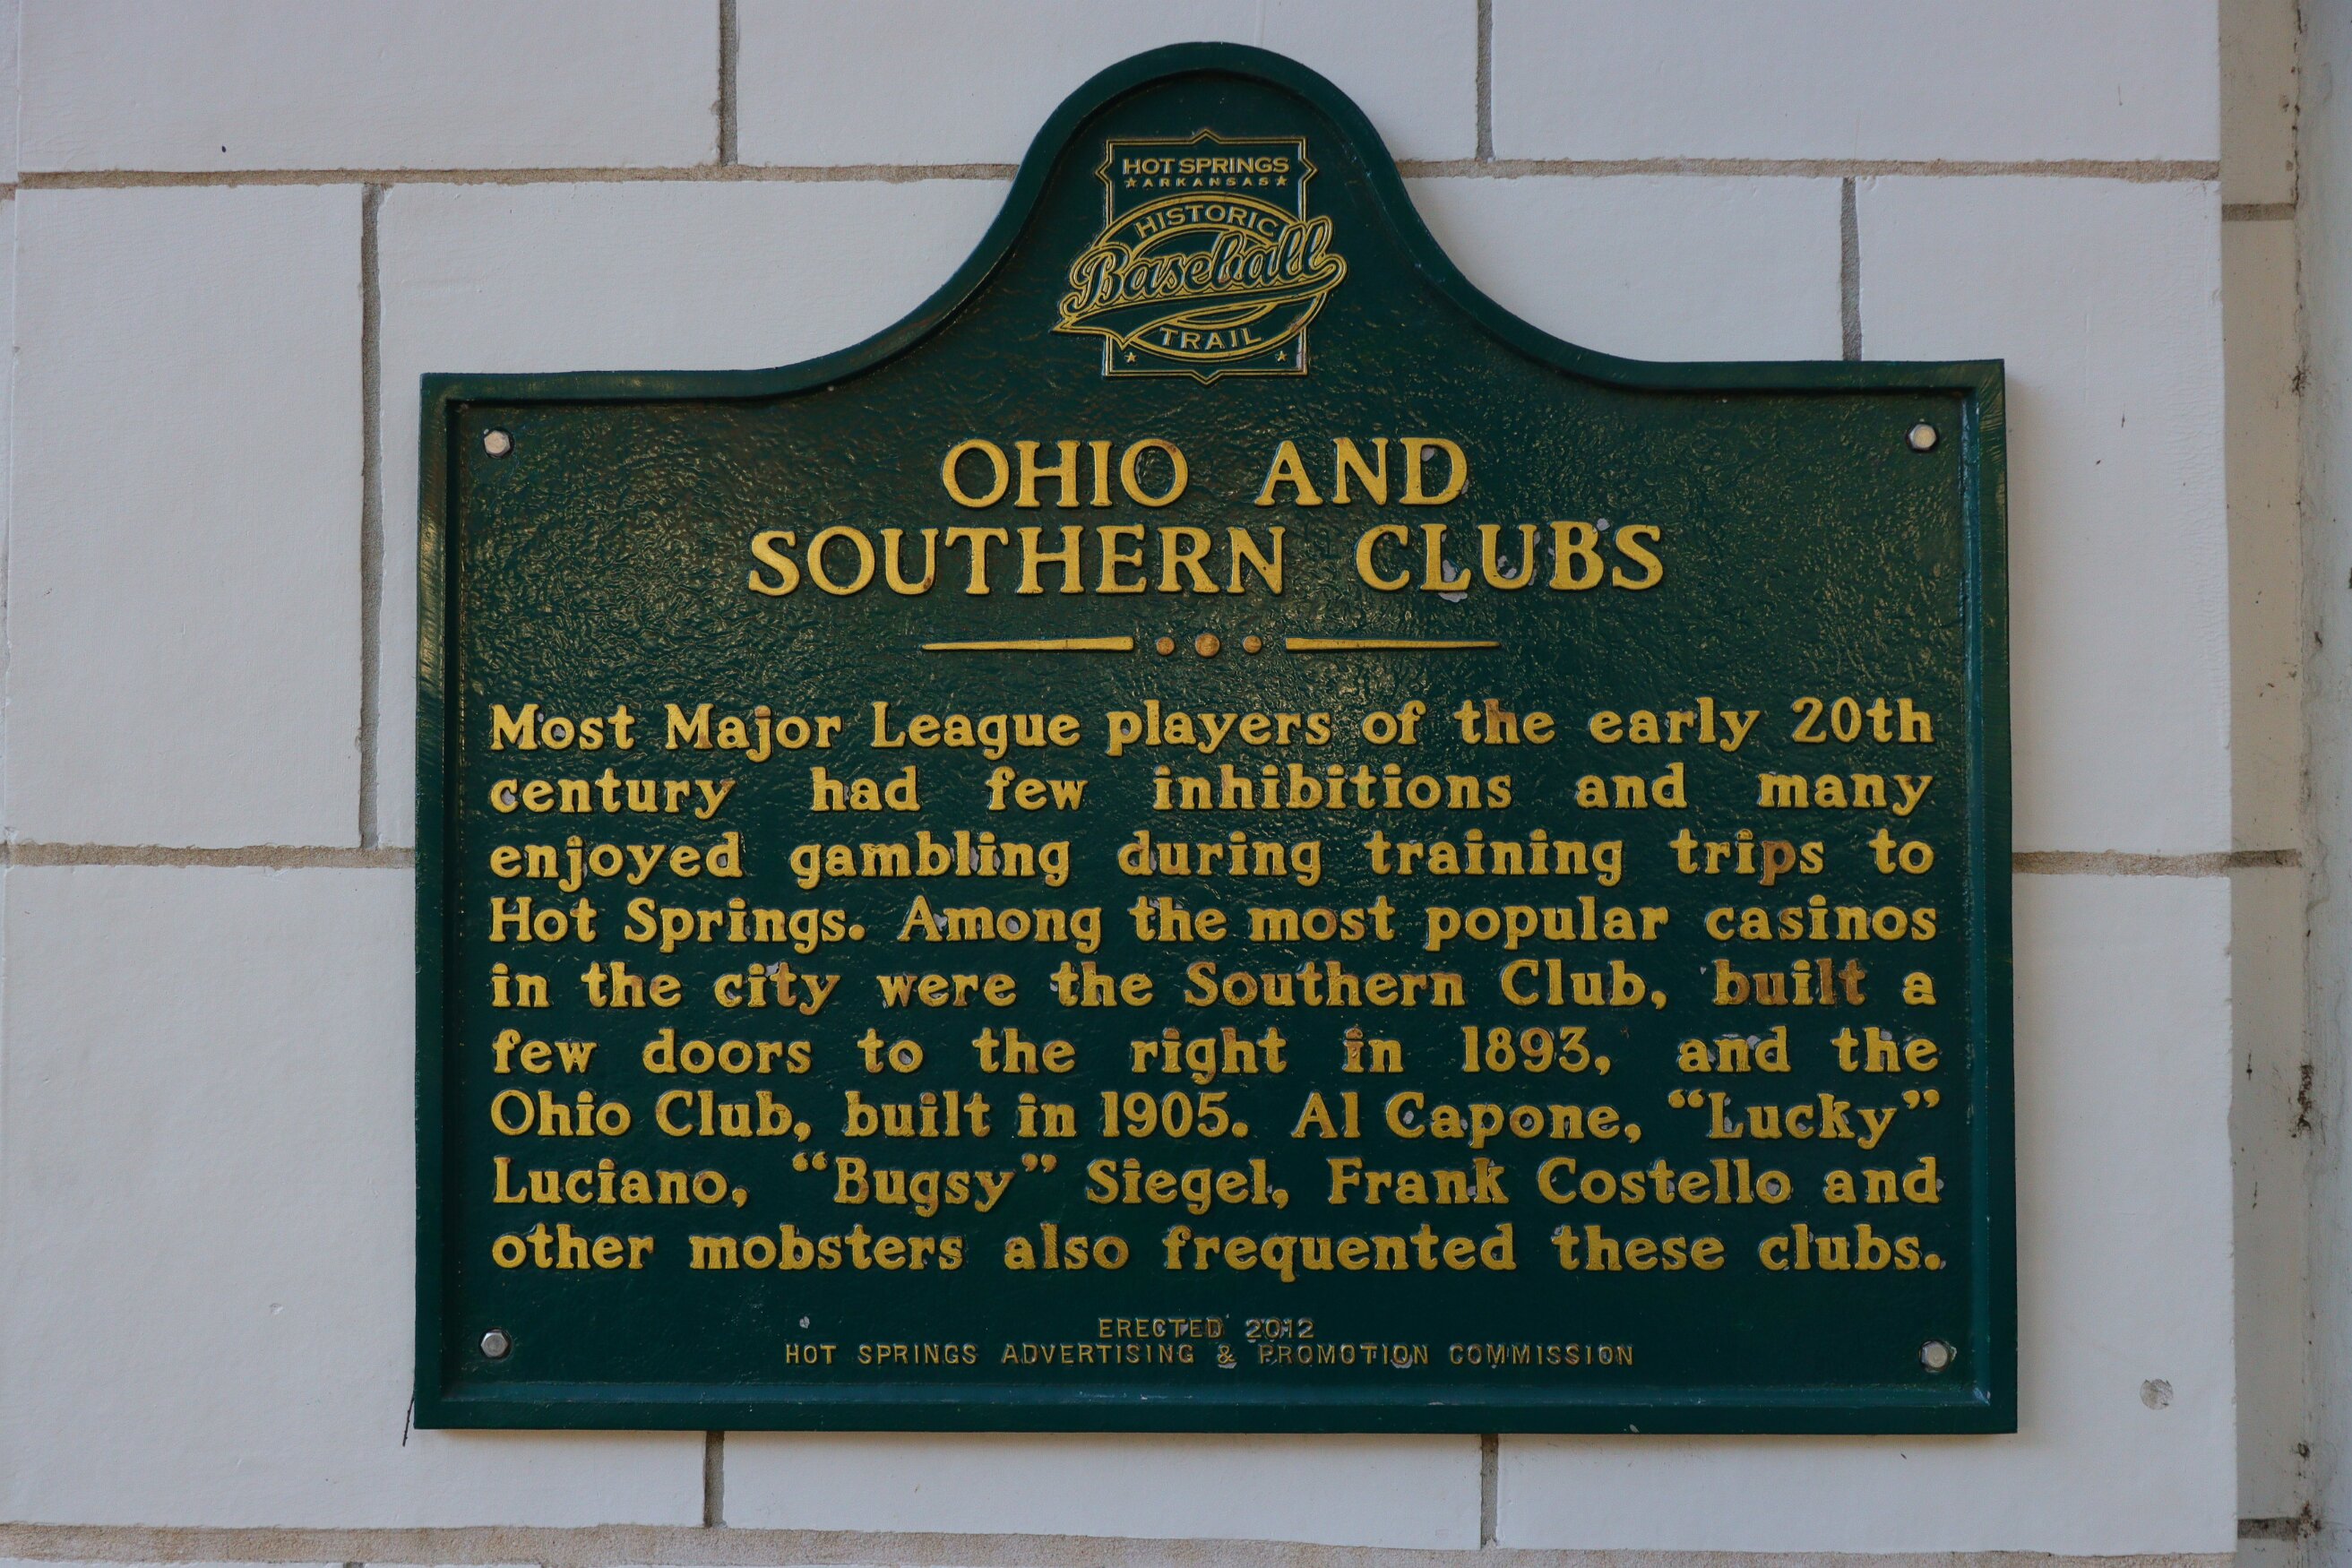 HOT SPRINGS
★ARKANSAS★
HISTORIC
Baseball
TRAIL
OHIO AND
SOUTHERN CLUBS
Most Major League players of the early 20th
century had few inhibitions and many
enjoyed gambling during training trips to
Hot Springs. Among the most popular casinos
in the city were the Southern Club, built a
few doors to the right in 1893, and the
Ohio Club, built in 1905. Al Capone, “Lucky”
Luciano, “Bugsy” Siegel, Frank Costello and
other mobsters also frequented these clubs.
ERECTED 2012
HOT SPRINGS ADVERTISING & PROMOTION COMMISSION